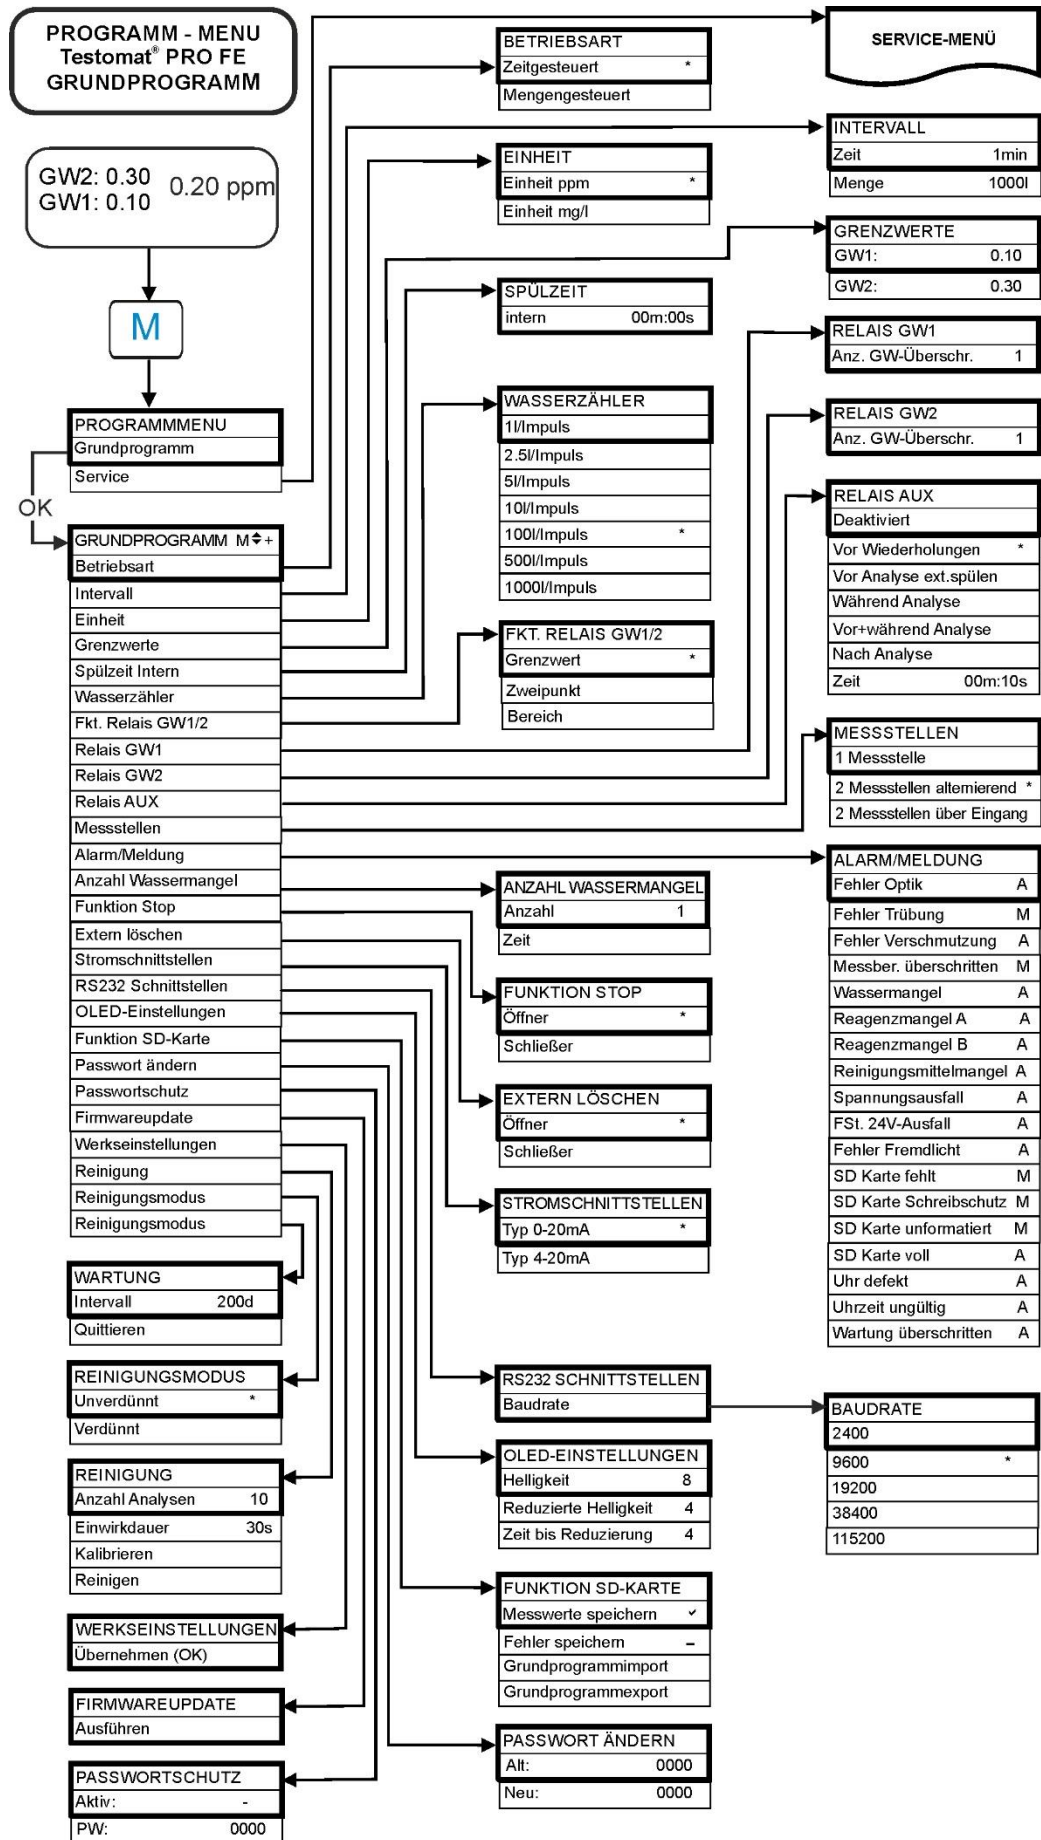 PROGRAMM - MENU
Testomat® PRO FE
GRUNDPROGRAMM
GW2: 0.30
GW1: 0.10
0.20 ppm
M
PROGRAMMMENU
Grundprogramm
Service
OK
GRUNDPROGRAMM M +
Betriebsart
Intervall
Einheit
Grenzwerte
Spülzeit Intern
Wasserzähler
Fkt. Relais GW1/2
Relais GW1
Relais GW2
Relais AUX
Messstellen
Alarm/Meldung
Anzahl Wassermangel
Funktion Stop
Extern löschen
Stromschnittstellen
RS232 Schnittstellen
OLED-Einstellungen
Funktion SD-Karte
Passwort ändern
Passwortschutz
Firmwareupdate
Werkseinstellungen
Reinigung
Reinigungsmodus
Reinigungsmodus
WARTUNG
Intervall 200d
Quittieren
REINIGUNGSMODUS
Unverdünnt *
Verdünnt
REINIGUNG
Anzahl Analysen 10
Einwirkdauer 30s
Kalibrieren
Reinigen
WERKSEINSTELLUNGEN
Übernehmen (OK)
FIRMWAREUPDATE
Ausführen
PASSWORTSCHUTZ
Aktiv: -
PW: 0000
BETRIEBSART
Zeitgesteuert *
Mengengesteuert
EINHEIT
Einheit ppm *
Einheit mg/l
SPÜLZEIT
intern 00m:00s
WASSERZÄHLER
1l/Impuls
2.5l/Impuls
5l/Impuls
10l/Impuls
100l/Impuls *
500l/Impuls
1000l/Impuls
FKT. RELAIS GW1/2
Grenzwert *
Zweipunkt
Bereich
ANZAHL WASSERMANGEL
Anzahl 1
Zeit
FUNKTION STOP
Öffner *
Schließer
EXTERN LÖSCHEN
Öffner *
Schließer
STROMSCHNITTSTELLEN
Typ 0-20mA *
Typ 4-20mA
RS232 SCHNITTSTELLEN
Baudrate
OLED-EINSTELLUNGEN
Helligkeit 8
Reduzierte Helligkeit 4
Zeit bis Reduzierung 4
FUNKTION SD-KARTE
Messwerte speichern ✓
Fehler speichern –
Grundprogrammimport
Grundprogrammexport
PASSWORT ÄNDERN
Alt: 0000
Neu: 0000
SERVICE-MENÜ
INTERVALL
Zeit 1min
Menge 1000l
GRENZWERTE
GW1: 0.10
GW2: 0.30
RELAIS GW1
Anz. GW-Überschr. 1
RELAIS GW2
Anz. GW-Überschr. 1
RELAIS AUX
Deaktiviert
Vor Wiederholungen *
Vor Analyse ext.spülen
Während Analyse
Vor+während Analyse
Nach Analyse
Zeit 00m:10s
MESSSTELLEN
1 Messstelle
2 Messstellen alternierend *
2 Messstellen über Eingang
ALARM/MELDUNG
Fehler Optik A
Fehler Trübung M
Fehler Verschmutzung A
Messber. überschritten M
Wassermangel A
Reagenzmangel A A
Reagenzmangel B A
Reinigungsmittelmangel A
Spannungsausfall A
FSt. 24V-Ausfall A
Fehler Fremdlicht A
SD Karte fehlt M
SD Karte Schreibschutz M
SD Karte unformatiert M
SD Karte voll A
Uhr defekt A
Uhrzeit ungültig A
Wartung überschritten A
BAUDRATE
2400
9600 *
19200
38400
115200